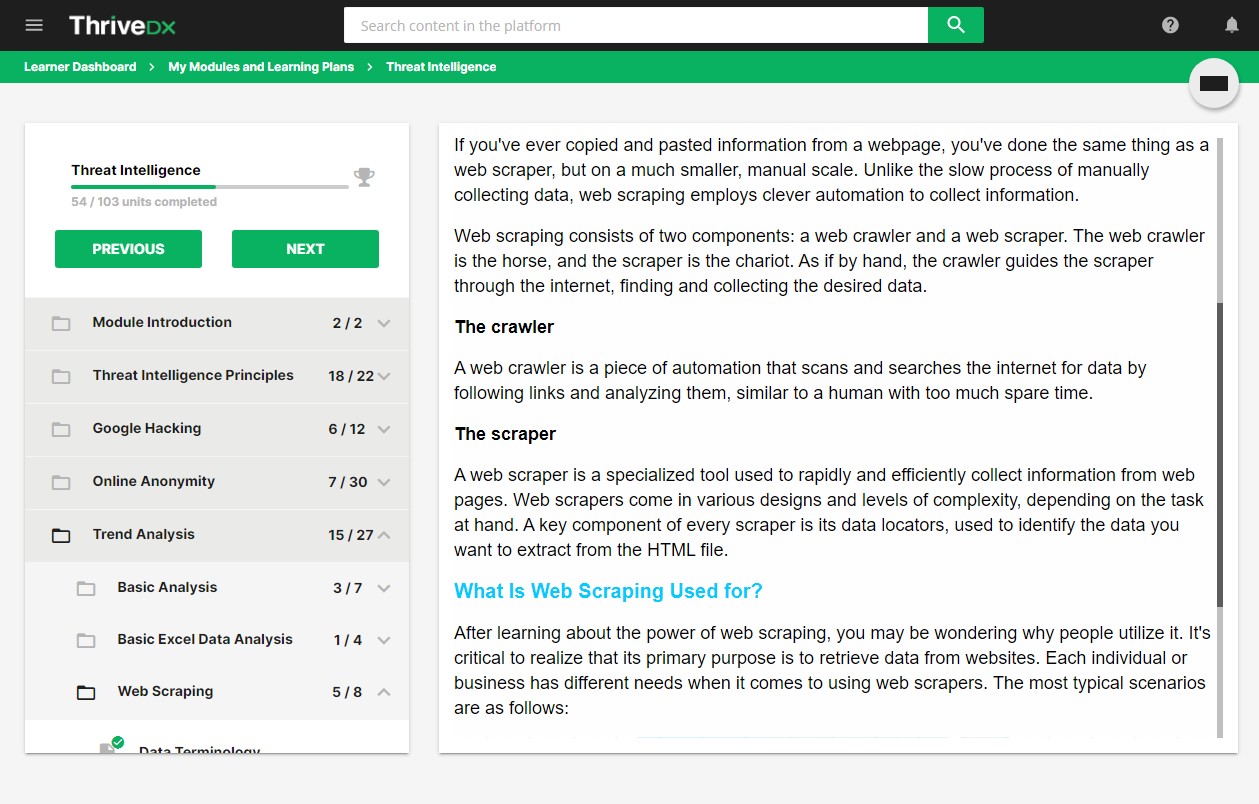 ThriveDX
Search content in the platform
Learner Dashboard > My Modules and Learning Plans > Threat Intelligence
Threat Intelligence
54 / 103 units completed
PREVIOUS NEXT
Module Introduction 2 / 2
Threat Intelligence Principles 18 / 22
Google Hacking 6 / 12
Online Anonymity 7 / 30
Trend Analysis 15 / 27
Basic Analysis 3 / 7
Basic Excel Data Analysis 1 / 4
Web Scraping 5 / 8
Data Terminology
If you've ever copied and pasted information from a webpage, you've done the same thing as a
web scraper, but on a much smaller, manual scale. Unlike the slow process of manually
collecting data, web scraping employs clever automation to collect information.
Web scraping consists of two components: a web crawler and a web scraper. The web crawler
is the horse, and the scraper is the chariot. As if by hand, the crawler guides the scraper
through the internet, finding and collecting the desired data.
The crawler
A web crawler is a piece of automation that scans and searches the internet for data by
following links and analyzing them, similar to a human with too much spare time.
The scraper
A web scraper is a specialized tool used to rapidly and efficiently collect information from web
pages. Web scrapers come in various designs and levels of complexity, depending on the task
at hand. A key component of every scraper is its data locators, used to identify the data you
want to extract from the HTML file.
What Is Web Scraping Used for?
After learning about the power of web scraping, you may be wondering why people utilize it. It's
critical to realize that its primary purpose is to retrieve data from websites. Each individual or
business has different needs when it comes to using web scrapers. The most typical scenarios
are as follows: